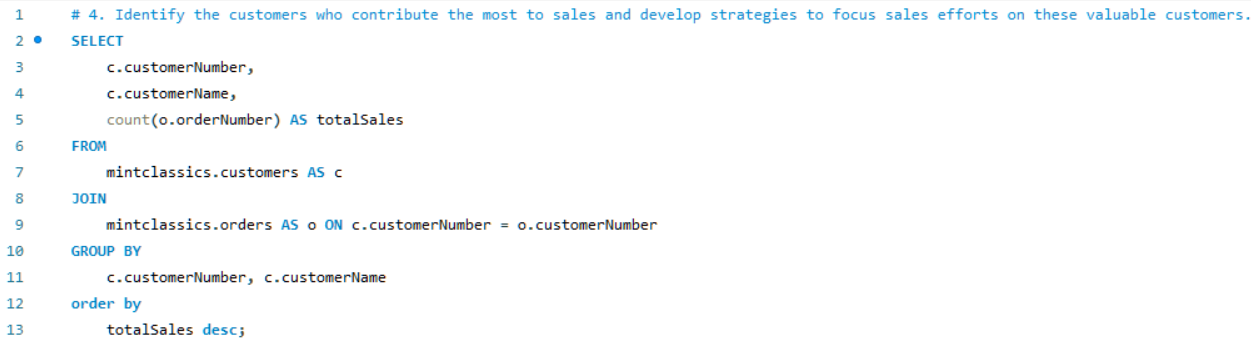 1 # 4. Identify the customers who contribute the most to sales and develop strategies to focus sales efforts on these valuable customers.
2 SELECT
3 c.customerNumber,
4 c.customerName,
5 count(o.orderNumber) AS totalSales
6 FROM
7 mintclassics.customers AS c
8 JOIN
9 mintclassics.orders AS o ON c.customerNumber = o.customerNumber
10 GROUP BY
11 c.customerNumber, c.customerName
12 order by
13 totalSales desc;